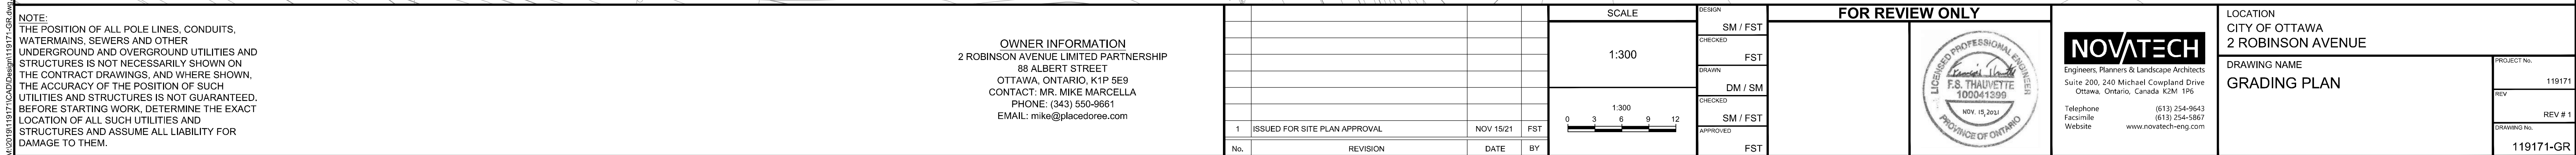 M:\2019\119171\CAD\Design\119171-GR.dwg
NOTE:
THE POSITION OF ALL POLE LINES, CONDUITS,
WATERMAINS, SEWERS AND OTHER
UNDERGROUND AND OVERGROUND UTILITIES AND
STRUCTURES IS NOT NECESSARILY SHOWN ON
THE CONTRACT DRAWINGS, AND WHERE SHOWN,
THE ACCURACY OF THE POSITION OF SUCH
UTILITIES AND STRUCTURES IS NOT GUARANTEED.
BEFORE STARTING WORK, DETERMINE THE EXACT
LOCATION OF ALL SUCH UTILITIES AND
STRUCTURES AND ASSUME ALL LIABILITY FOR
DAMAGE TO THEM.
OWNER INFORMATION
2 ROBINSON AVENUE LIMITED PARTNERSHIP
88 ALBERT STREET
OTTAWA, ONTARIO, K1P 5E9
CONTACT: MR. MIKE MARCELLA
PHONE: (343) 550-9661
EMAIL: mike@placedoree.com
1 ISSUED FOR SITE PLAN APPROVAL NOV 15/21 FST
No. REVISION DATE BY
SCALE
1:300
1:300
0 3 6 9 12
DESIGN
SM / FST
CHECKED
FST
DRAWN
DM / SM
CHECKED
SM / FST
APPROVED
FST
FOR REVIEW ONLY
LICENSED PROFESSIONAL ENGINEER
F.S. THAUVETTE
100041399
NOV. 15, 2021
PROVINCE OF ONTARIO
NOVATECH
Engineers, Planners & Landscape Architects
Suite 200, 240 Michael Cowpland Drive
Ottawa, Ontario, Canada K2M 1P6
Telephone (613) 254-9643
Facsimile (613) 254-5867
Website www.novatech-eng.com
LOCATION
CITY OF OTTAWA
2 ROBINSON AVENUE
DRAWING NAME
GRADING PLAN
PROJECT No.
119171
REV
REV # 1
DRAWING No.
119171-GR